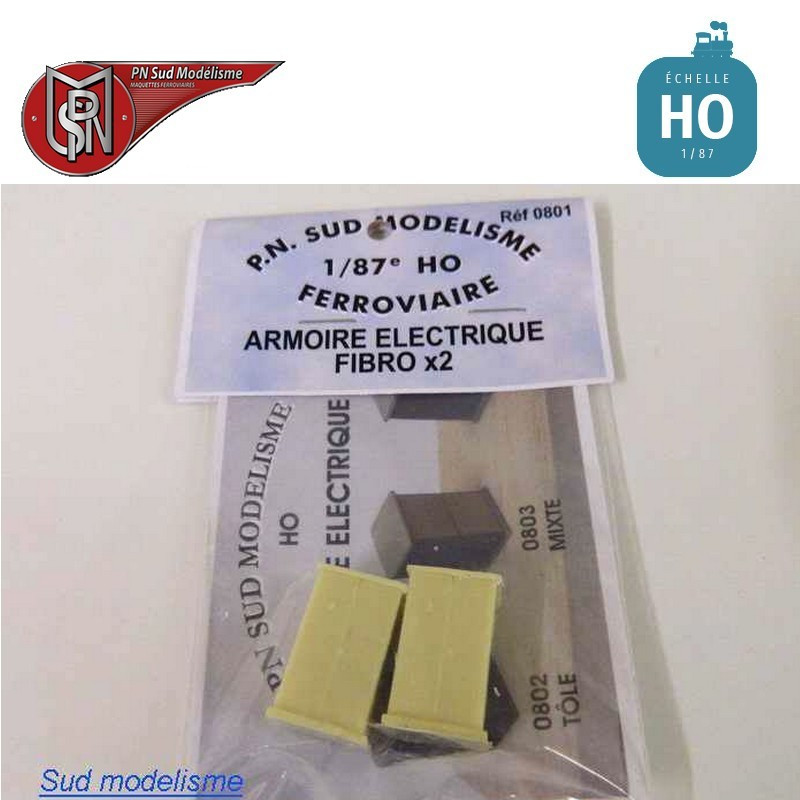 PN Sud Modélisme
MAQUETTES FERROVIAIRES
SPN
ÉCHELLE
HO
1/87
Réf 0801
P.N. SUD MODELISME
1/87e HO
FERROVIAIRE
ARMOIRE ELECTRIQUE
FIBRO x2
PN SUD MODELISME
HO
E ELECTRIQUE
0803
MIXTE
0802
TÔLE
Sud modelisme